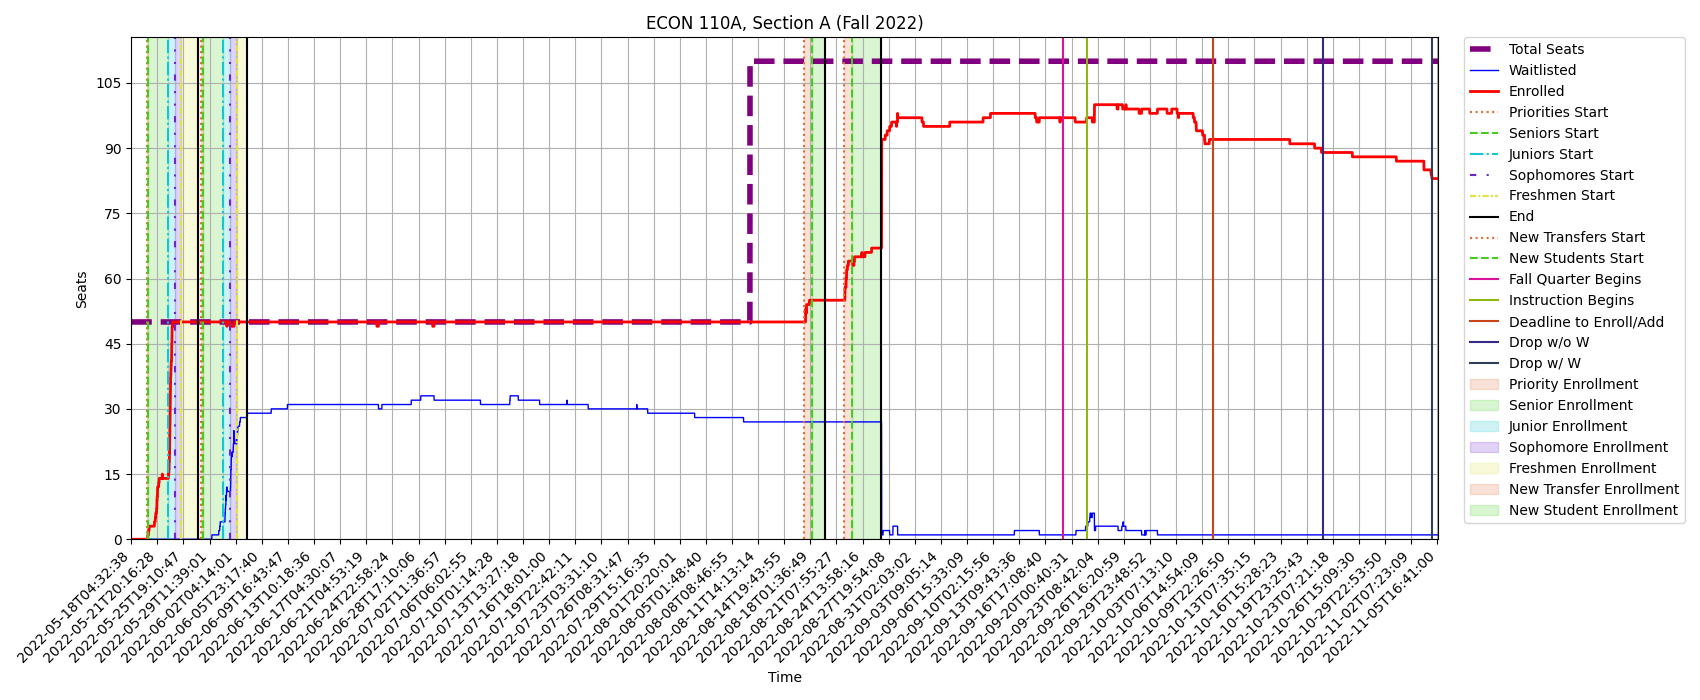 ECON 110A, Section A (Fall 2022)
Seats
105
90
75
60
45
30
15
0
2022-05-18T04:32:38
2022-05-21T20:16:28
2022-05-25T19:10:47
2022-05-29T11:39:01
2022-06-02T04:14:01
2022-06-05T23:17:40
2022-06-09T16:43:47
2022-06-13T10:18:36
2022-06-17T04:30:07
2022-06-21T04:53:19
2022-06-24T22:58:24
2022-06-28T17:10:06
2022-07-02T11:36:57
2022-07-06T06:02:55
2022-07-10T01:14:28
2022-07-13T13:27:18
2022-07-16T18:01:00
2022-07-19T22:42:11
2022-07-23T03:31:10
2022-07-26T08:31:47
2022-07-29T15:16:35
2022-08-01T20:20:01
2022-08-05T01:48:40
2022-08-08T08:46:55
2022-08-11T14:13:14
2022-08-14T19:43:55
2022-08-18T01:36:49
2022-08-21T07:55:27
2022-08-24T13:58:16
2022-08-27T19:54:08
2022-08-31T02:03:02
2022-09-03T09:05:14
2022-09-06T15:33:09
2022-09-10T02:15:56
2022-09-13T09:43:36
2022-09-16T17:08:40
2022-09-20T00:40:31
2022-09-23T08:42:04
2022-09-26T16:20:59
2022-09-29T23:48:52
2022-10-03T07:13:10
2022-10-06T14:54:09
2022-10-09T22:26:50
2022-10-13T07:35:15
2022-10-16T15:28:23
2022-10-19T23:25:43
2022-10-23T07:21:18
2022-10-26T15:09:30
2022-10-29T22:53:50
2022-11-02T07:23:09
2022-11-05T16:41:00
Time
Total Seats
Waitlisted
Enrolled
Priorities Start
Seniors Start
Juniors Start
Sophomores Start
Freshmen Start
End
New Transfers Start
New Students Start
Fall Quarter Begins
Instruction Begins
Deadline to Enroll/Add
Drop w/o W
Drop w/ W
Priority Enrollment
Senior Enrollment
Junior Enrollment
Sophomore Enrollment
Freshmen Enrollment
New Transfer Enrollment
New Student Enrollment